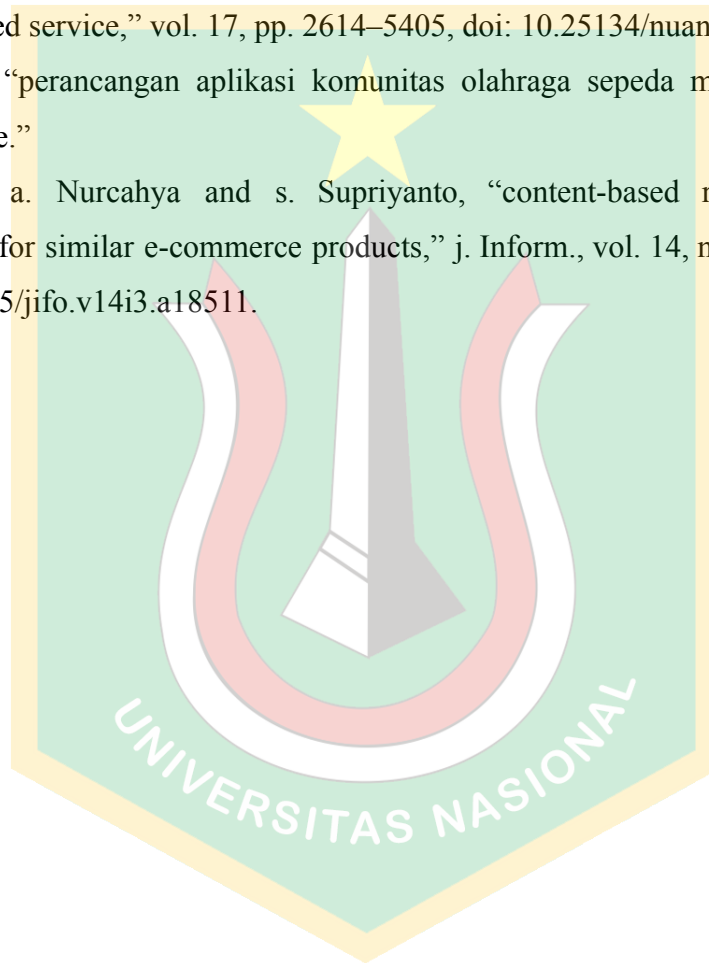 ed service,” vol. 17, pp. 2614–5405, doi: 10.25134/nuan
“perancangan aplikasi komunitas olahraga sepeda m
e.”
a. Nurcahya and s. Supriyanto, “content-based r
for similar e-commerce products,” j. Inform., vol. 14, n
5/jifo.v14i3.a18511.
UNIVERSITAS NASIONAL